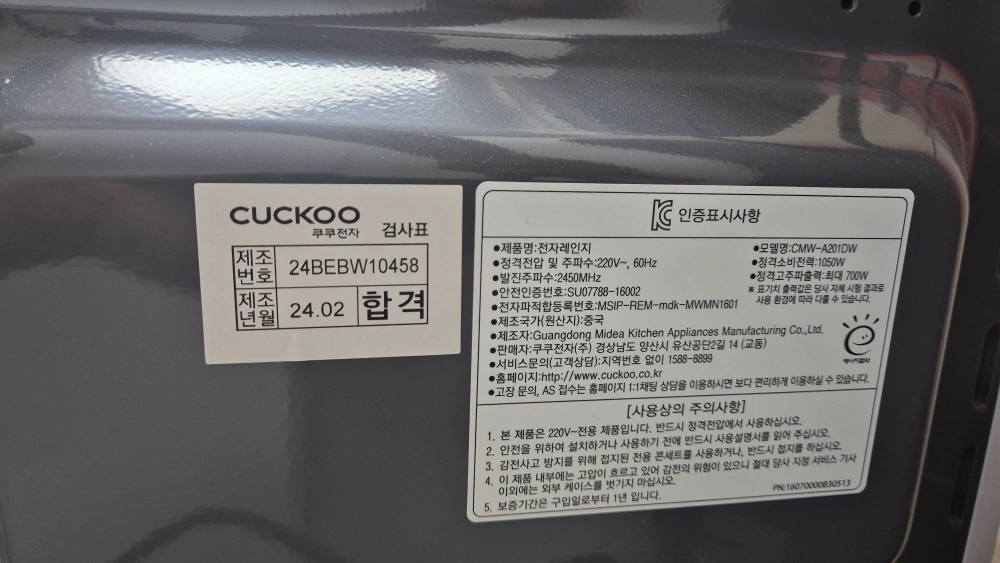 CUCKOO
쿠쿠전자 검사표
제조번호 24BEBW10458
제조년월 24.02 합격
KC 인증표시사항
●제품명:전자레인지 ●모델명:CMW-A201DW
●정격전압 및 주파수:220V~, 60Hz ●정격소비전력:1050W
●발진주파수:2450MHz ●정격고주파출력:최대 700W
●안전인증번호:SU07788-16002 ※ 표기치 출력값은 당사 자체 시험 결과로
사용 환경에 따라 다를 수 있습니다.
●전자파적합등록번호:MSIP-REM-mdk-MWMN1601
●제조국가(원산지):중국
●제조자:Guangdong Midea Kitchen Appliances Manufacturing Co.,Ltd.
●판매자:쿠쿠전자(주) 경상남도 양산시 유산공단2길 14 (교동)
●서비스문의(고객상담):지역번호 없이 1588-8899
●홈페이지:http://www.cuckoo.co.kr
●고장 문의, AS 접수는 홈페이지 1:1채팅 상담을 이용하시면 보다 편리하게 이용하실 수 있습니다.
에너지절약
[사용상의 주의사항]
1. 본 제품은 220V~전용 제품입니다. 반드시 정격전압에서 사용하십시오.
2. 안전을 위하여 설치하거나 사용하기 전에 반드시 사용설명서를 읽어 주십시오.
3. 감전사고 방지를 위해 접지된 전용 콘센트를 사용하거나, 반드시 접지를 하십시오.
4. 이 제품 내부에는 고압이 흐르고 있어 감전의 위험이 있으니 절대 당사 지정 서비스 기사
이외에는 외부 케이스를 벗기지 마십시오.
5. 보증기간은 구입일로부터 1년 입니다.
PN:16070000B30513